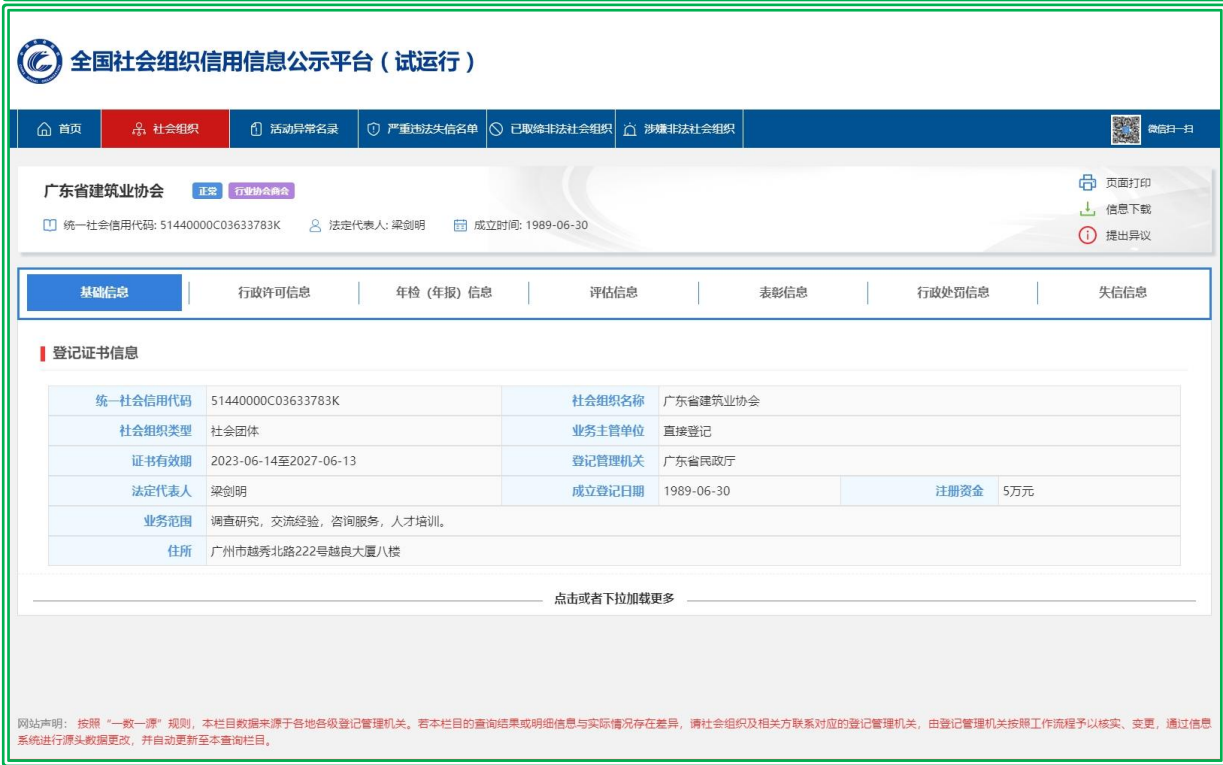 全国社会组织信用信息公示平台（试运行）
首页 社会组织 活动异常名录 严重违法失信名单 已取缔非法社会组织 涉嫌非法社会组织 微信扫一扫
广东省建筑业协会 正常 行业协会商会
统一社会信用代码: 51440000C03633783K 法定代表人: 梁剑明 成立时间: 1989-06-30
页面打印
信息下载
提出异议
基础信息 行政许可信息 年检（年报）信息 评估信息 表彰信息 行政处罚信息 失信信息
登记证书信息
统一社会信用代码 51440000C03633783K 社会组织名称 广东省建筑业协会
社会组织类型 社会团体 业务主管单位 直接登记
证书有效期 2023-06-14至2027-06-13 登记管理机关 广东省民政厅
法定代表人 梁剑明 成立登记日期 1989-06-30 注册资金 5万元
业务范围 调查研究，交流经验，咨询服务，人才培训。
住所 广州市越秀北路222号越良大厦八楼
点击或者下拉加载更多
网站声明： 按照“一数一源”规则，本栏目数据来源于各地各级登记管理机关。若本栏目的查询结果或明细信息与实际情况存在差异，请社会组织及相关方联系对应的登记管理机关，由登记管理机关按照工作流程予以核实、变更，通过信息
系统进行源头数据更改，并自动更新至本查询栏目。